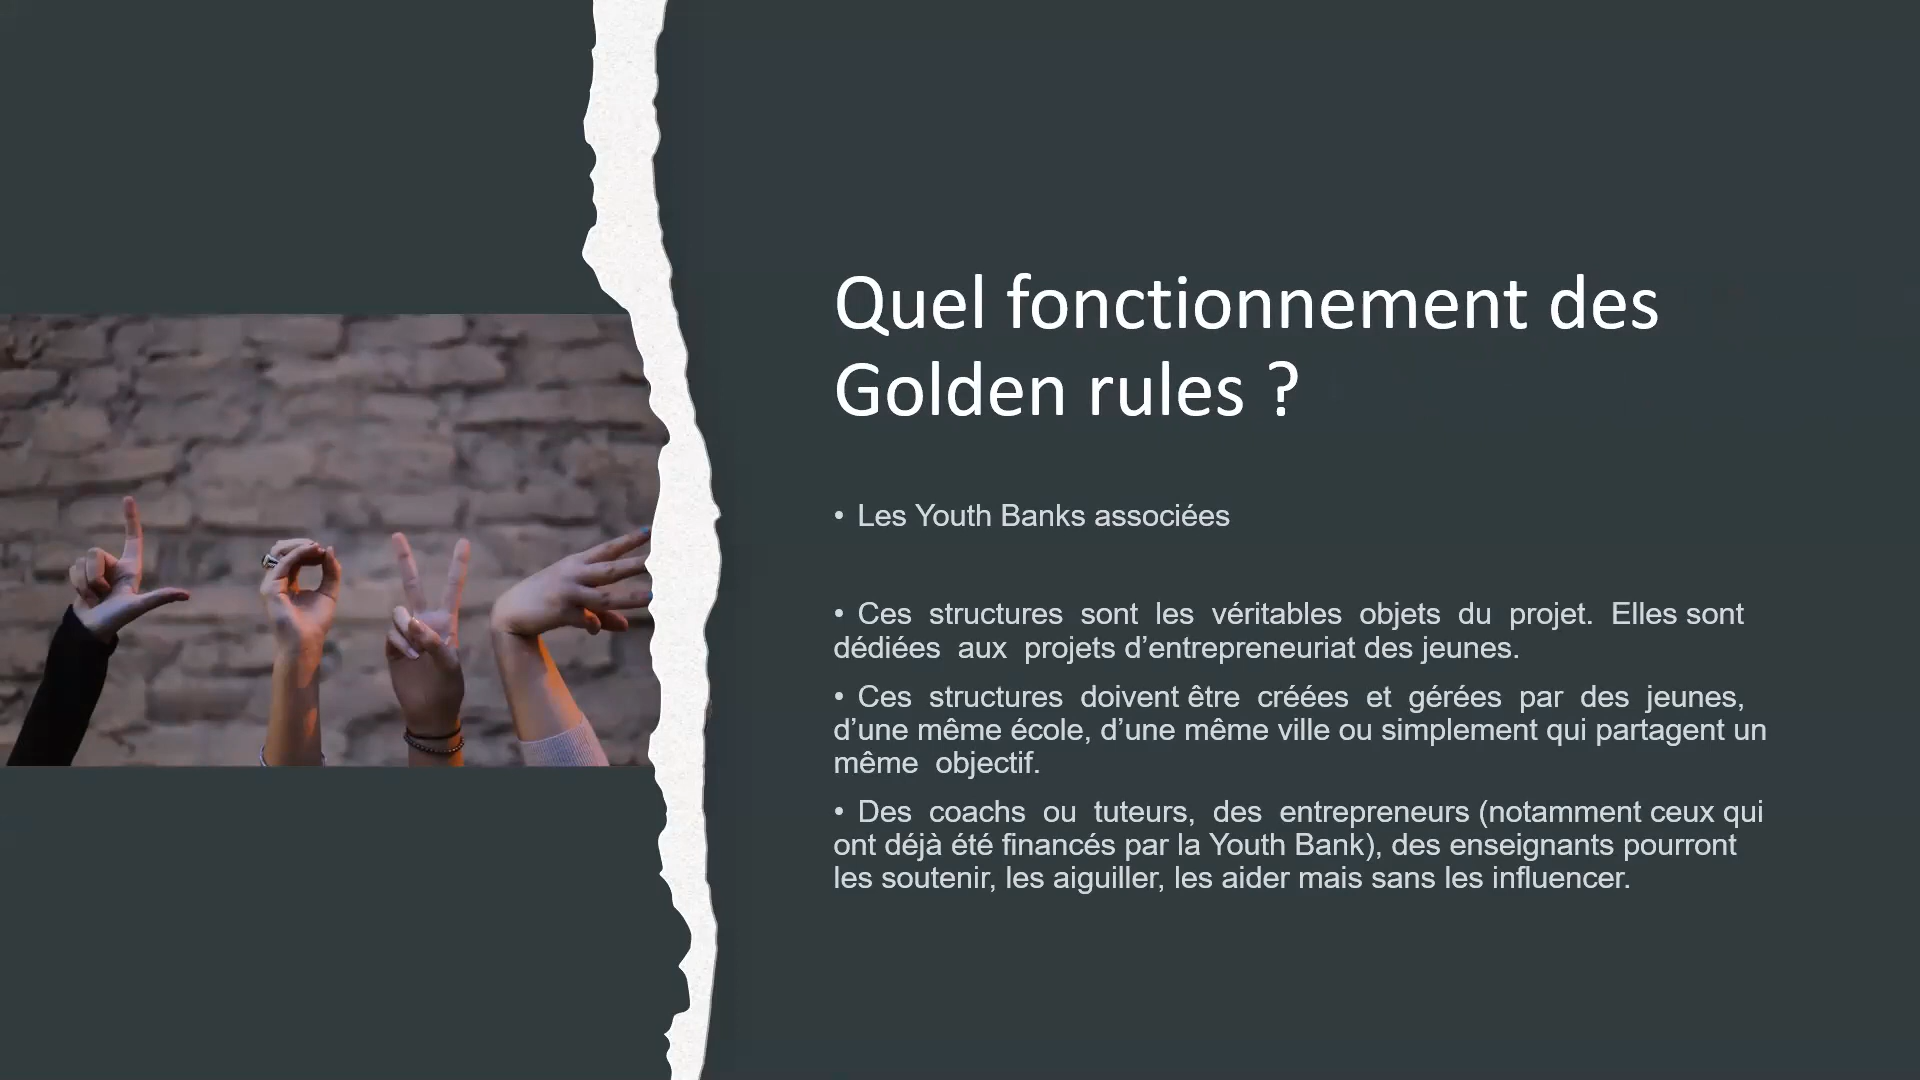 Quel fonctionnement des
Golden rules ?
• Les Youth Banks associées
• Ces structures sont les véritables objets du projet. Elles sont
dédiées aux projets d’entrepreneuriat des jeunes.
• Ces structures doivent être créées et gérées par des jeunes,
d’une même école, d’une même ville ou simplement qui partagent un
même objectif.
• Des coachs ou tuteurs, des entrepreneurs (notamment ceux qui
ont déjà été financés par la Youth Bank), des enseignants pourront
les soutenir, les aiguiller, les aider mais sans les influencer.